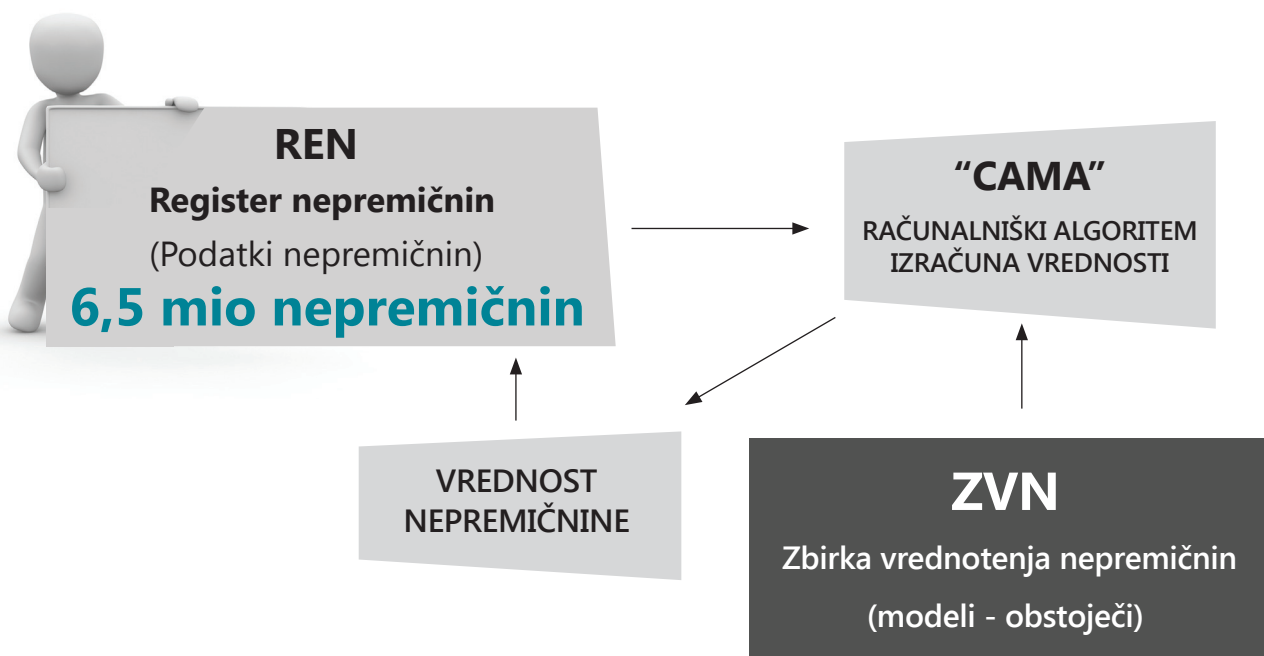 REN
Register nepremičnin
(Podatki nepremičnin)
6,5 mio nepremičnin
“CAMA”
RAČUNALNIŠKI ALGORITEM
IZRAČUNA VREDNOSTI
VREDNOST
NEPREMIČNINE
ZVN
Zbirka vrednotenja nepremičnin
(modeli - obstoječi)